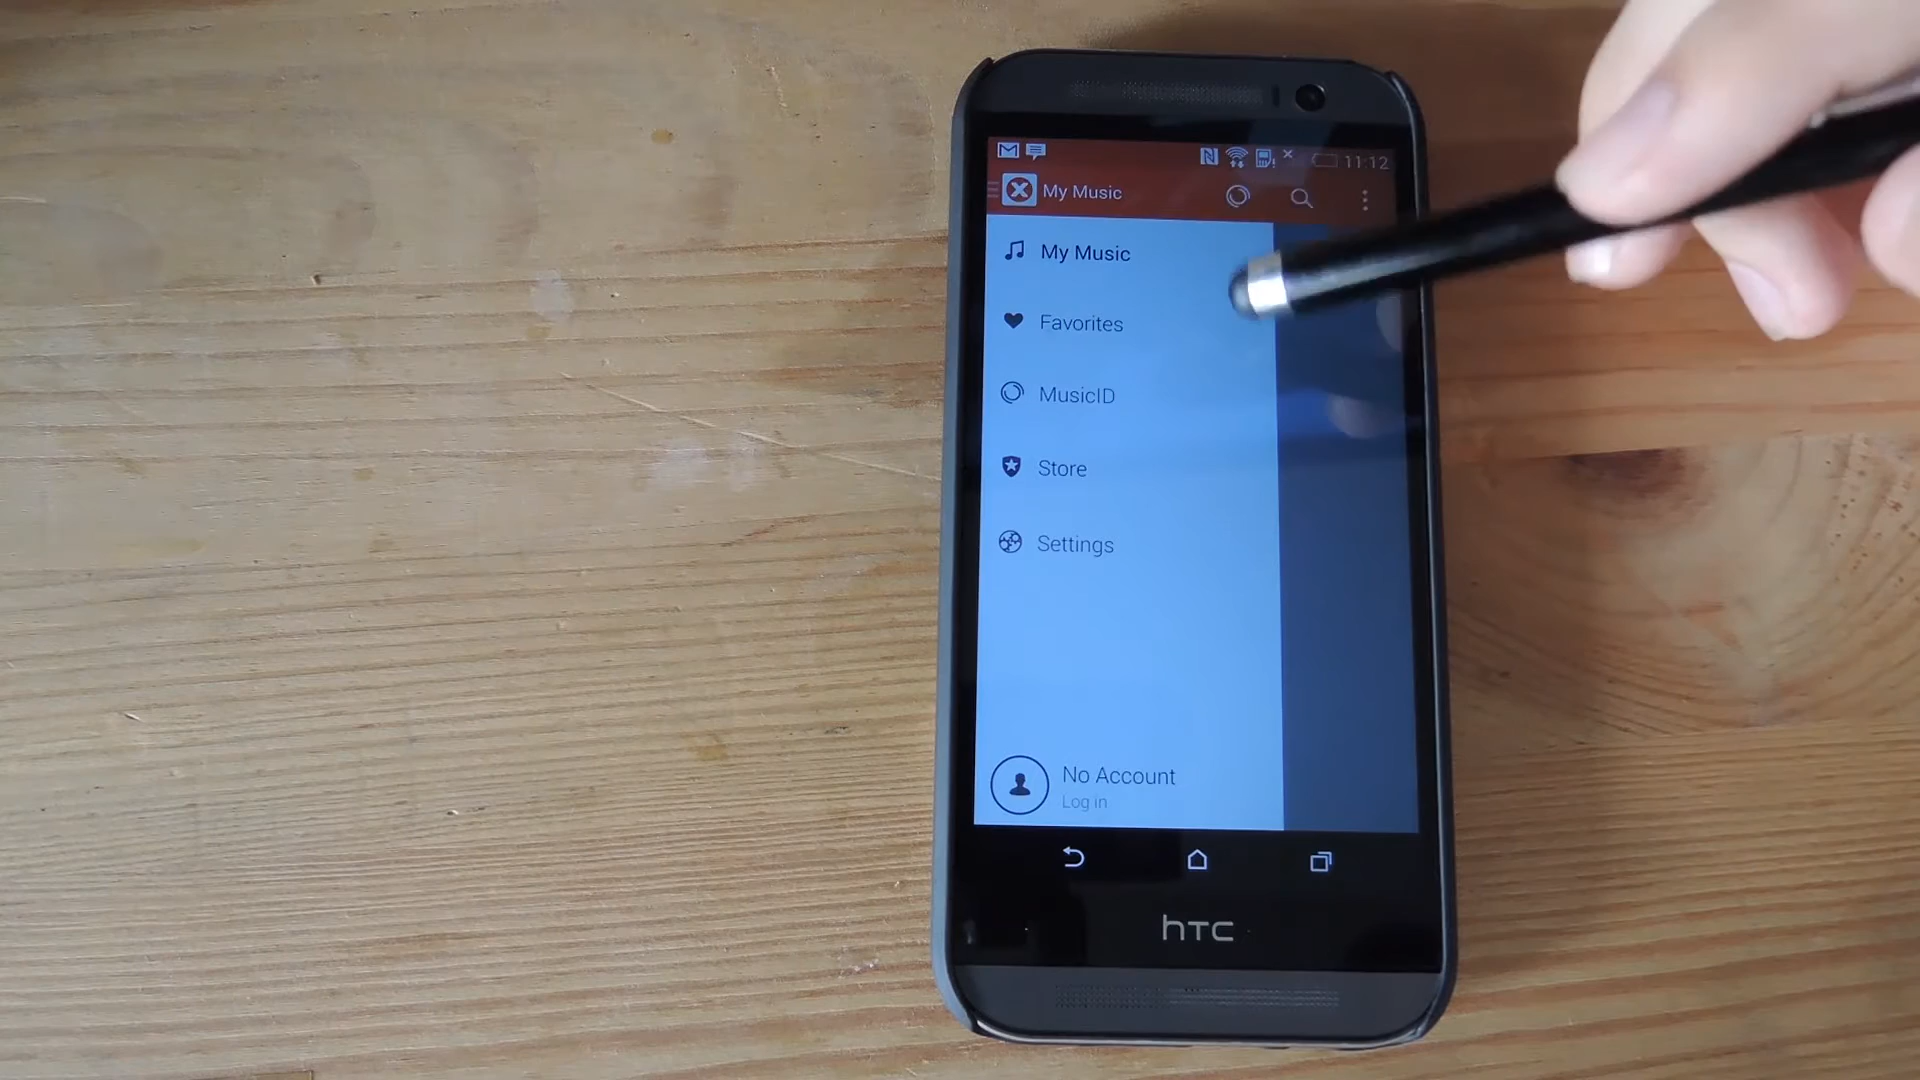 11:12
My Music
My Music
Favorites
MusicID
Store
Settings
No Account
Log in
hTC